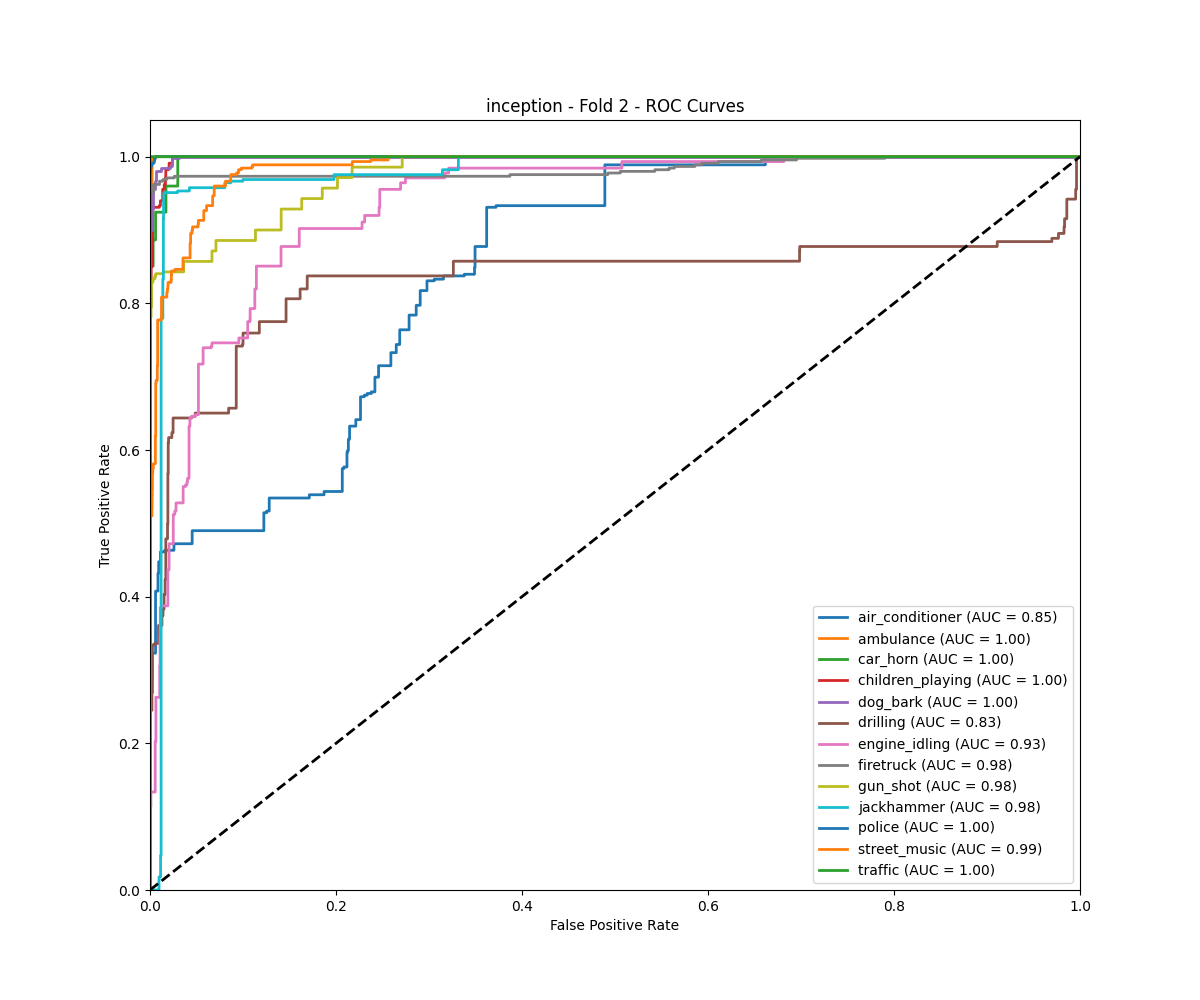 inception - Fold 2 - ROC Curves
True Positive Rate
1.0
0.8
0.6
0.4
0.2
0.0
air_conditioner (AUC = 0.85)
ambulance (AUC = 1.00)
car_horn (AUC = 1.00)
children_playing (AUC = 1.00)
dog_bark (AUC = 1.00)
drilling (AUC = 0.83)
engine_idling (AUC = 0.93)
firetruck (AUC = 0.98)
gun_shot (AUC = 0.98)
jackhammer (AUC = 0.98)
police (AUC = 1.00)
street_music (AUC = 0.99)
traffic (AUC = 1.00)
0.0 0.2 0.4 0.6 0.8 1.0
False Positive Rate